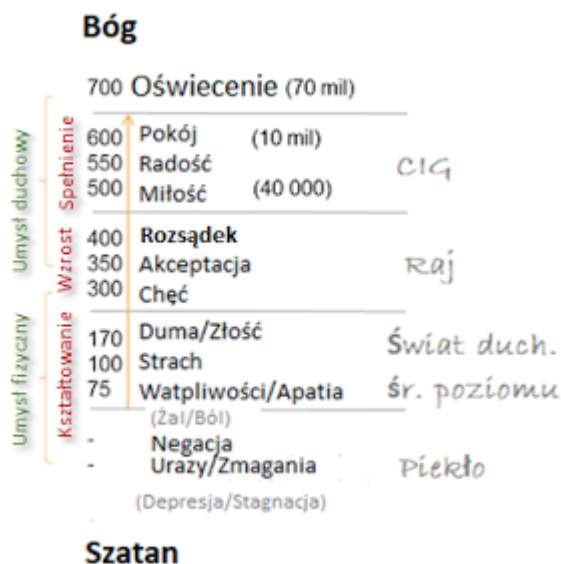 Bóg
700 Oświecenie (70 mil)
600 Pokój (10 mil)
550 Radość
500 Miłość (40 000)
CIG
400 Rozsądek
350 Akceptacja
300 Chęć
Raj
170 Duma/Złość
100 Strach
75 Watpliwości/Apatia
Świat duch.
śr. poziomu
(Żal/Ból)
- Negacja
- Urazy/Zmagania
Piekło
(Depresja/Stagnacja)
Szatan
Umysł duchowy
Umysł fizyczny
Spełnienie
Wzrost
Kształtowanie